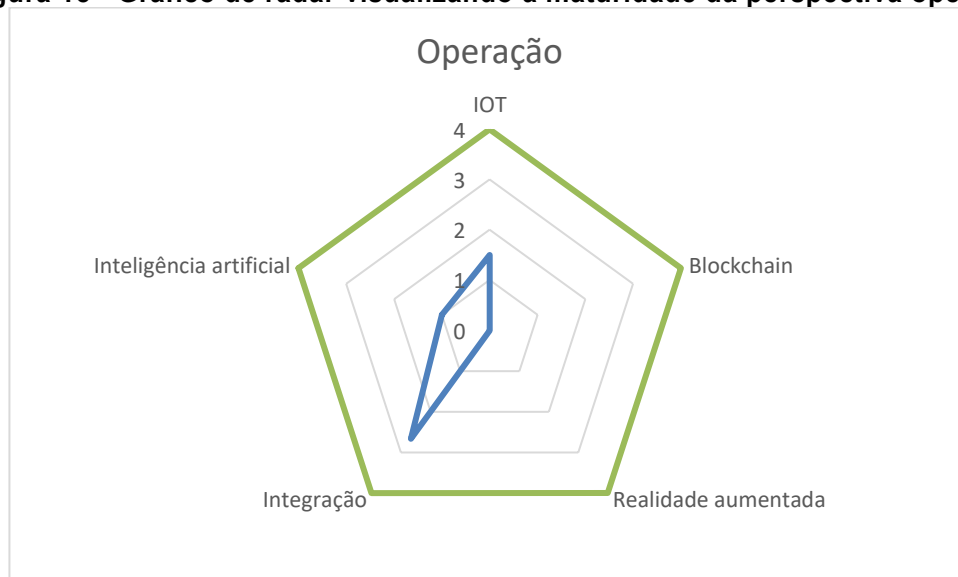 Operação
IOT
4
3
2
1
0
Inteligência artificial
Blockchain
Integração
Realidade aumentada